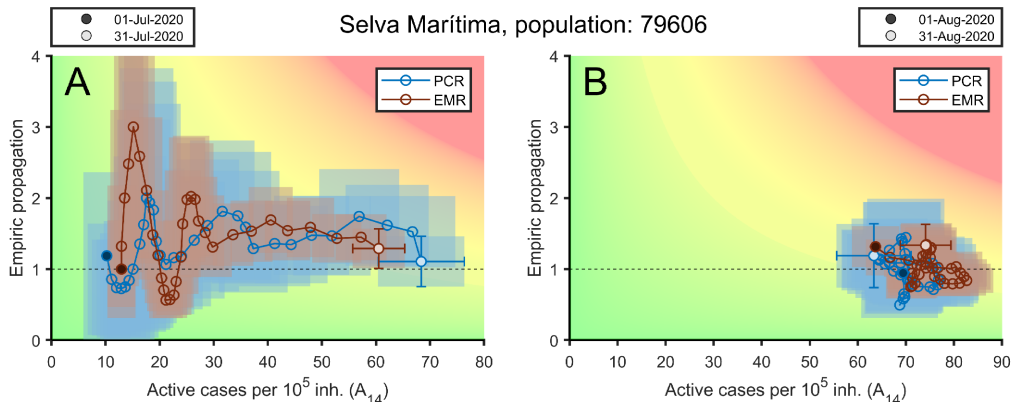 Selva Marítima, population: 79606
01-Jul-2020
31-Jul-2020
01-Aug-2020
31-Aug-2020
A
PCR
EMR
4
3
2
1
0
Empiric propagation
0 10 20 30 40 50 60 70 80
Active cases per 10⁵ inh. (A₁₄)
B
PCR
EMR
4
3
2
1
0
Empiric propagation
0 10 20 30 40 50 60 70 80 90
Active cases per 10⁵ inh. (A₁₄)